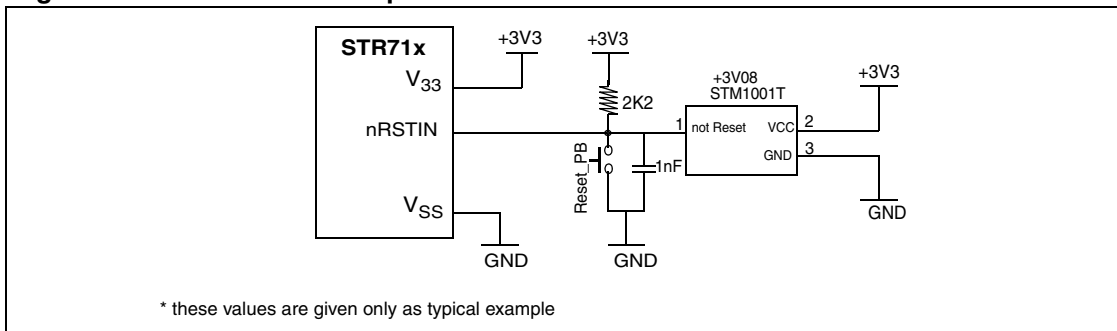 STR71x
V33
nRSTIN
VSS
+3V3
GND
+3V3
2K2
Reset_PB
1nF
GND
+3V08
STM1001T
1 not Reset VCC 2
GND 3
+3V3
GND
* these values are given only as typical example